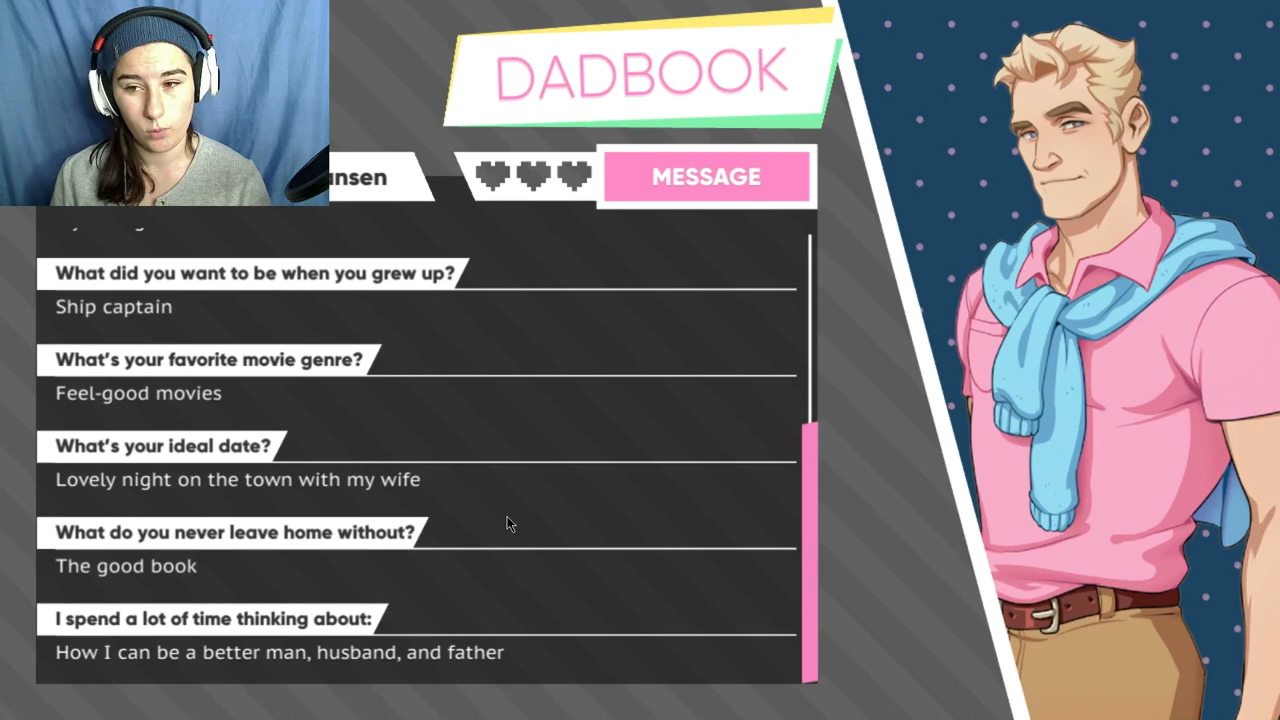 DADBOOK
ansen
MESSAGE
What did you want to be when you grew up?
Ship captain
What's your favorite movie genre?
Feel-good movies
What's your ideal date?
Lovely night on the town with my wife
What do you never leave home without?
The good book
I spend a lot of time thinking about:
How I can be a better man, husband, and father